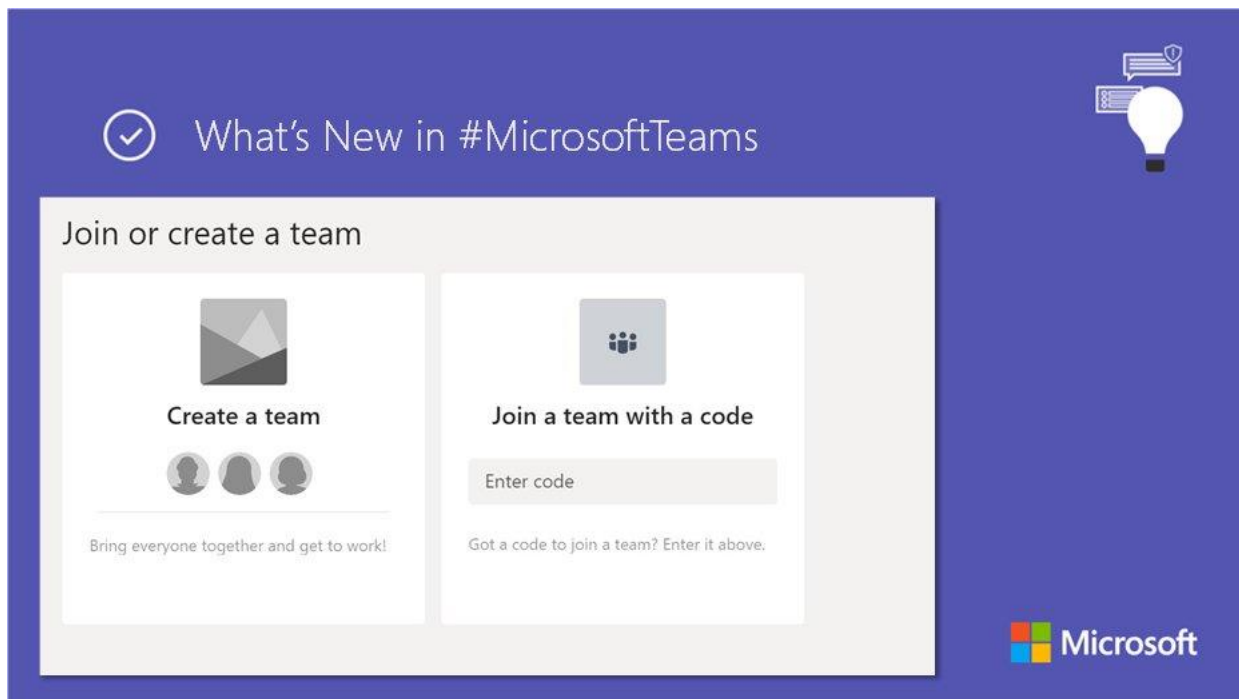 What's New in #MicrosoftTeams
Join or create a team
Create a team
Bring everyone together and get to work!
Join a team with a code
Enter code
Got a code to join a team? Enter it above.
Microsoft